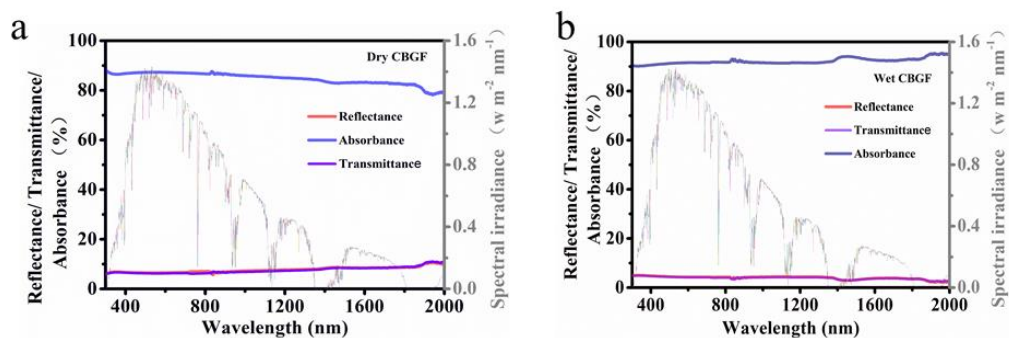 a
Reflectance/ Transmittance/
Absorbance (%)
100
80
60
40
20
0
Dry CBGF
Reflectance
Absorbance
Transmittance
1.6
1.2
0.8
0.4
0.0
Spectral irradiance (w m-2 nm-1)
400
800
1200
1600
2000
Wavelength (nm)
b
Reflectance/ Transmittance/
Absorbance (%)
100
80
60
40
20
0
Wet CBGF
Reflectance
Transmittance
Absorbance
1.6
1.2
0.8
0.4
0.0
Spectral irradiance (w m-2 nm-1)
400
800
1200
1600
2000
Wavelength (nm)